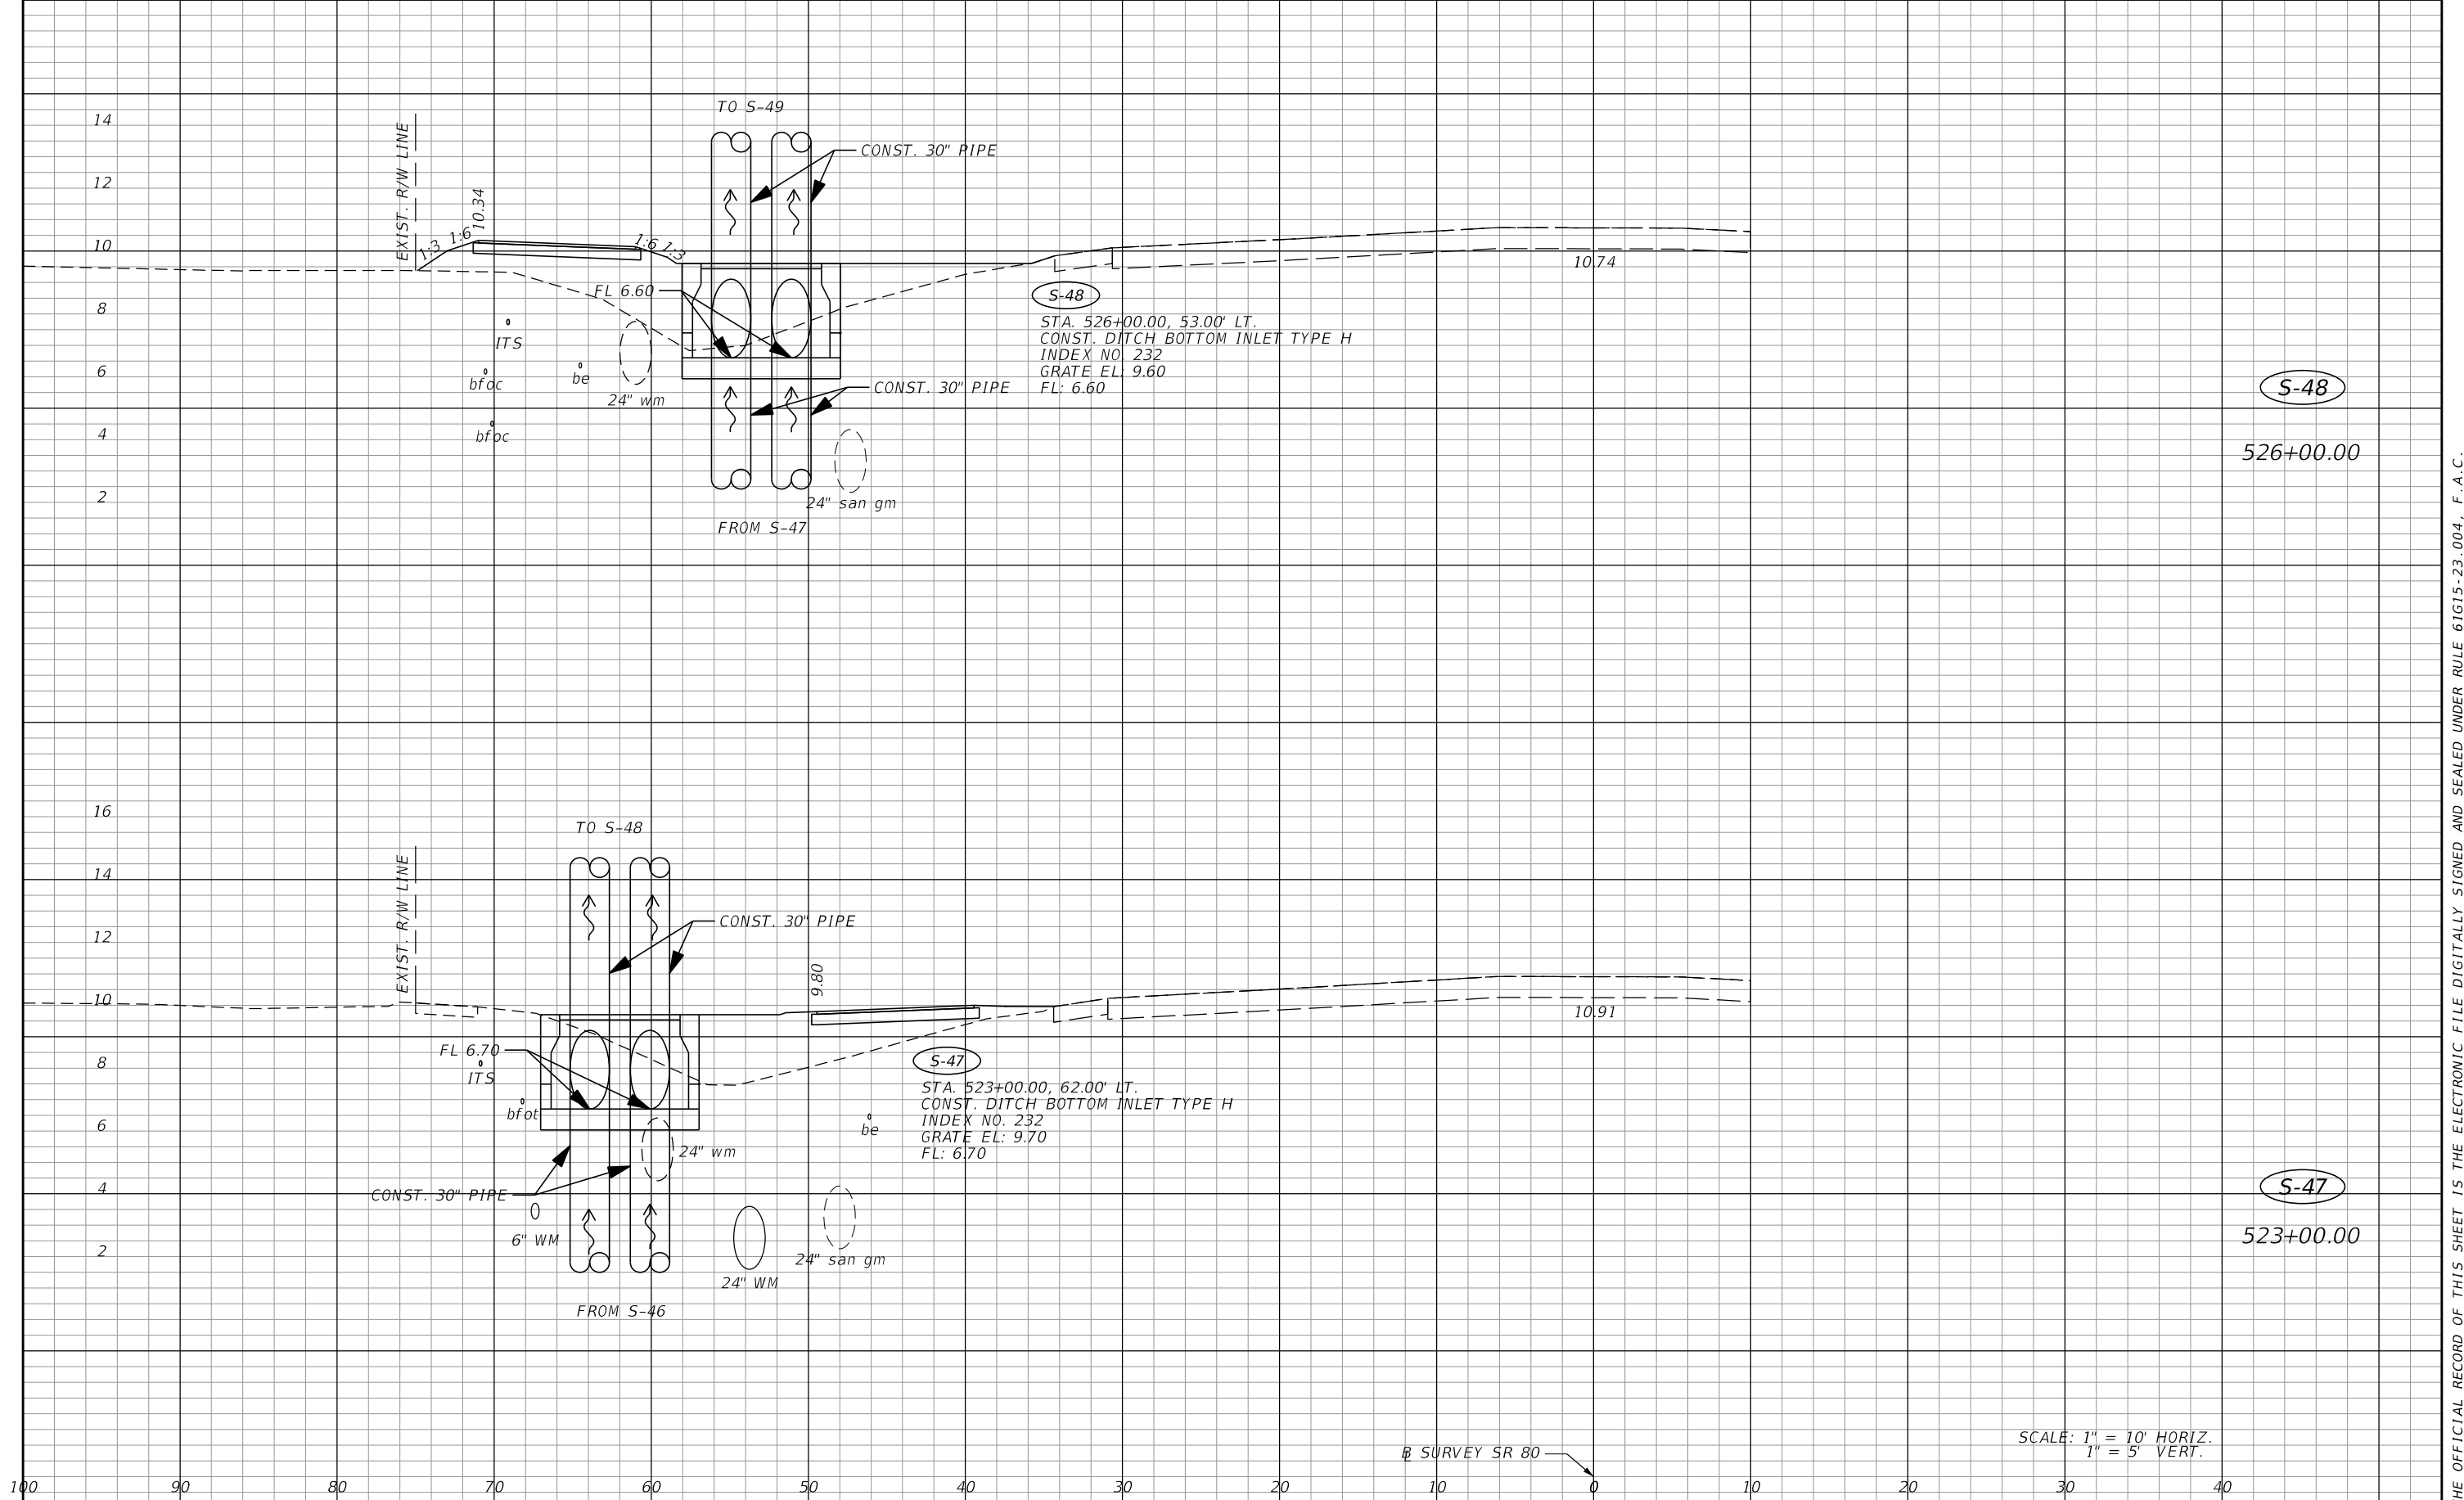 TO S-49
14
EXIST. R/W LINE
CONST. 30" PIPE
12
10.34
1:3 1:6
1:6 1:3
10
10.74
FL 6.60
S-48
8
STA. 526+00.00, 53.00' LT.
CONST. DITCH BOTTOM INLET TYPE H
INDEX NO. 232
GRATE EL: 9.60
FL: 6.60
ITS
6
bfoc
be
24" wm
CONST. 30" PIPE
S-48
4
bfoc
526+00.00
2
24" san gm
FROM S-47
16
TO S-48
14
EXIST. R/W LINE
CONST. 30" PIPE
12
9.80
10
10.91
FL 6.70
S-47
8
ITS
STA. 523+00.00, 62.00' LT.
CONST. DITCH BOTTOM INLET TYPE H
INDEX NO. 232
GRATE EL: 9.70
FL: 6.70
bfot
6
be
24" wm
4
CONST. 30" PIPE
S-47
6" WM
523+00.00
2
24" san gm
24" WM
FROM S-46
SCALE: 1" = 10' HORIZ.
1" = 5' VERT.
BL SURVEY SR 80
100 90 80 70 60 50 40 30 20 10 0 10 20 30 40
HE OFFICIAL RECORD OF THIS SHEET IS THE ELECTRONIC FILE DIGITALLY SIGNED AND SEALED UNDER RULE 61G15-23.004, F.A.C.